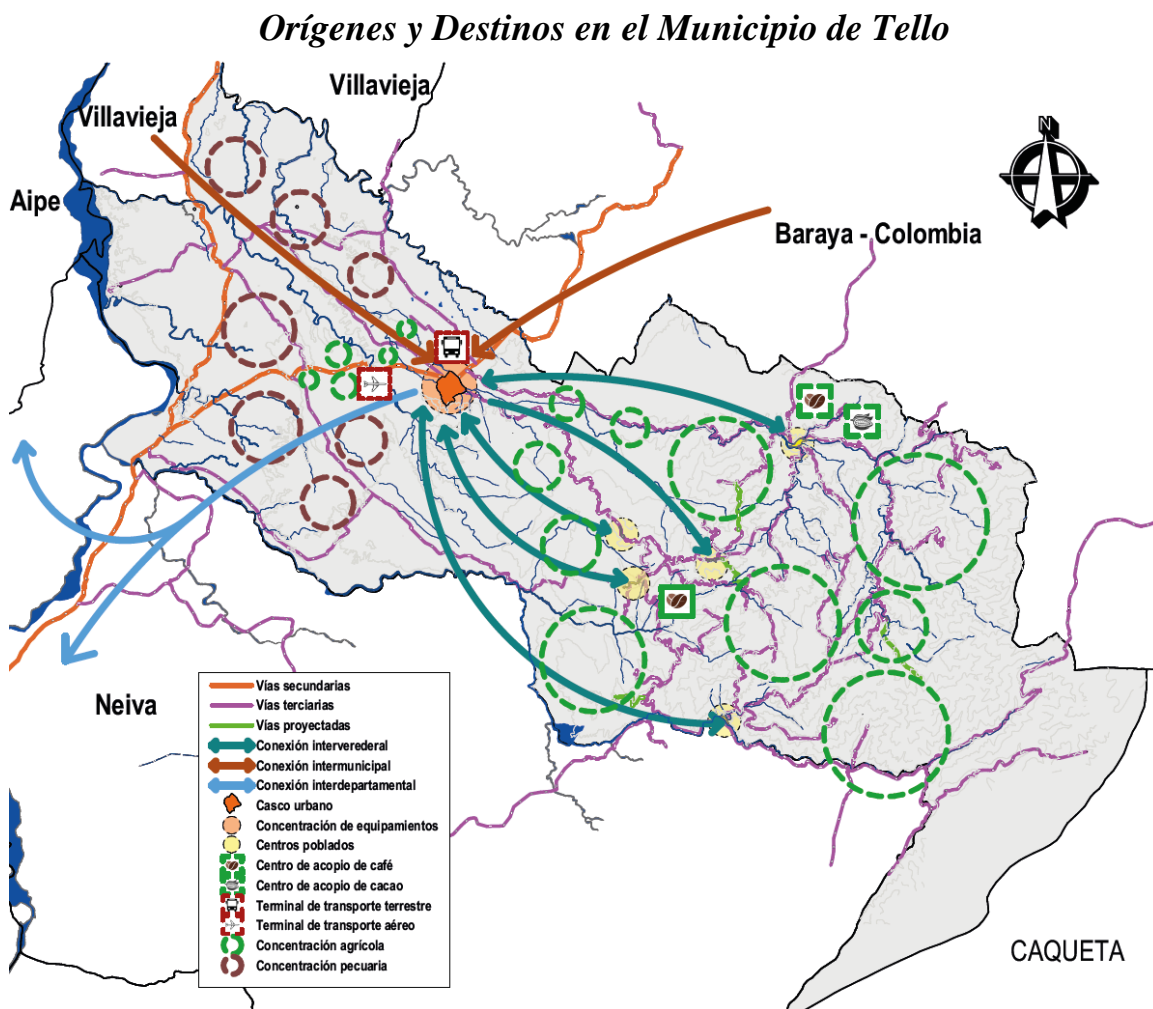 Orígenes y Destinos en el Municipio de Tello
Villavieja
Villavieja
Aipe
N
Baraya - Colombia
Neiva
CAQUETA
Vías secundarias
Vías terciarias
Vías proyectadas
Conexión interverederal
Conexión intermunicipal
Conexión interdepartamental
Casco urbano
Concentración de equipamientos
Centros poblados
Centro de acopio de café
Centro de acopio de cacao
Terminal de transporte terrestre
Terminal de transporte aéreo
Concentración agrícola
Concentración pecuaria